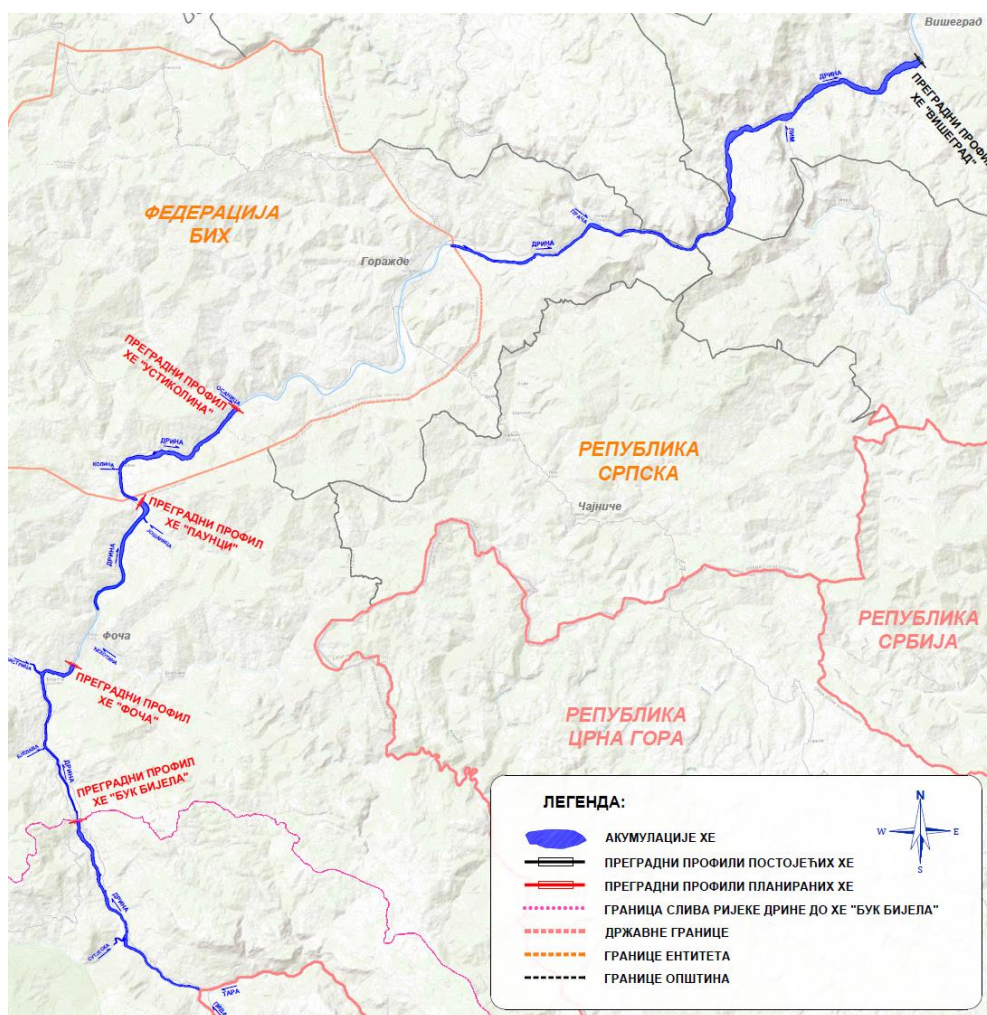 Вишеград
ДРИНА
ПРЕГРАДНИ ПРОФИЛ
ХЕ "ВИШЕГРАД"
ЛИМ
ФЕДЕРАЦИЈА
БИХ
ПРАЧА
ДРИНА
Горажде
ПРЕГРАДНИ ПРОФИЛ
ХЕ "УСТИКОЛИНА"
ОСАНИЦА
ДРИНА
КОЛИНА
РЕПУБЛИКА
СРПСКА
Чајниче
ПРЕГРАДНИ ПРОФИЛ
ХЕ "ПАУНЦИ"
ЈОШАНИЦА
ДРИНА
Фоча
РЕПУБЛИКА
СРБИЈА
ПРЕГРАДНИ ПРОФИЛ
ХЕ "ФОЧА"
РЕПУБЛИКА
ЦРНА ГОРА
ДРИНА
ПРЕГРАДНИ ПРОФИЛ
ХЕ "БУК БИЈЕЛА"
ДРИНА
СУТЈЕСКА
ТАРА
ПИВА
ЛЕГЕНДА:
N
W
E
S
АКУМУЛАЦИЈЕ ХЕ
ПРЕГРАДНИ ПРОФИЛИ ПОСТОЈЕЋИХ ХЕ
ПРЕГРАДНИ ПРОФИЛИ ПЛАНИРАНИХ ХЕ
ГРАНИЦА СЛИВА РИЈЕКЕ ДРИНЕ ДО ХЕ "БУК БИЈЕЛА"
ДРЖАВНЕ ГРАНИЦЕ
ГРАНИЦЕ ЕНТИТЕТА
ГРАНИЦЕ ОПШТИНА